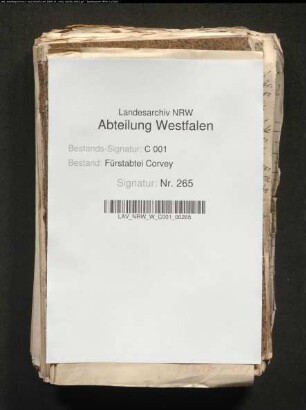 Landesarchiv NRW
Abteilung Westfalen
Bestands-Signatur: C 001
Bestand: Fürstabtei Corvey
Signatur: Nr. 265
LAV_NRW_W_C001_00265